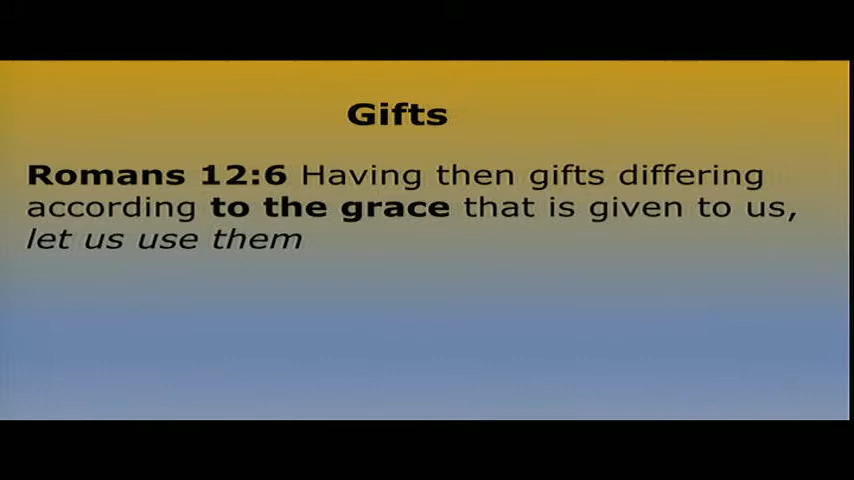 Gifts
Romans 12:6 Having then gifts differing
according to the grace that is given to us,
let us use them